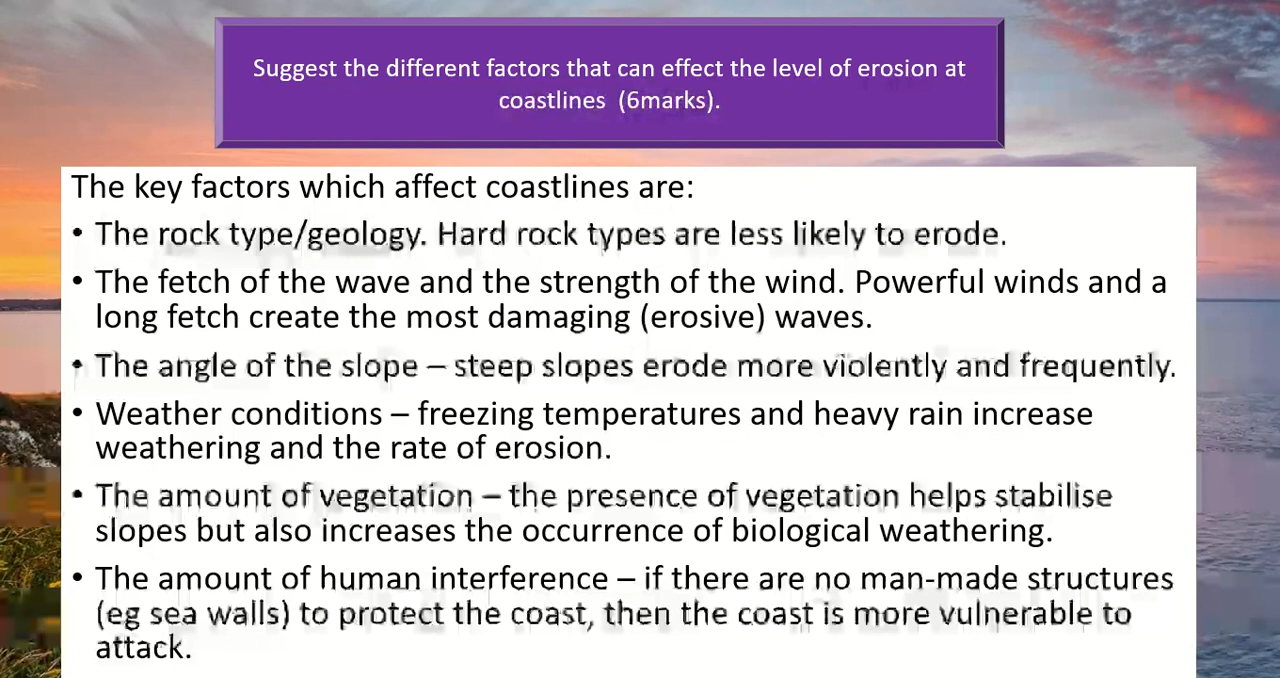 Suggest the different factors that can effect the level of erosion at
coastlines (6marks).
The key factors which affect coastlines are:
• The rock type/geology. Hard rock types are less likely to erode.
• The fetch of the wave and the strength of the wind. Powerful winds and a
long fetch create the most damaging (erosive) waves.
• The angle of the slope – steep slopes erode more violently and frequently.
• Weather conditions – freezing temperatures and heavy rain increase
weathering and the rate of erosion.
• The amount of vegetation – the presence of vegetation helps stabilise
slopes but also increases the occurrence of biological weathering.
• The amount of human interference – if there are no man-made structures
(eg sea walls) to protect the coast, then the coast is more vulnerable to
attack.